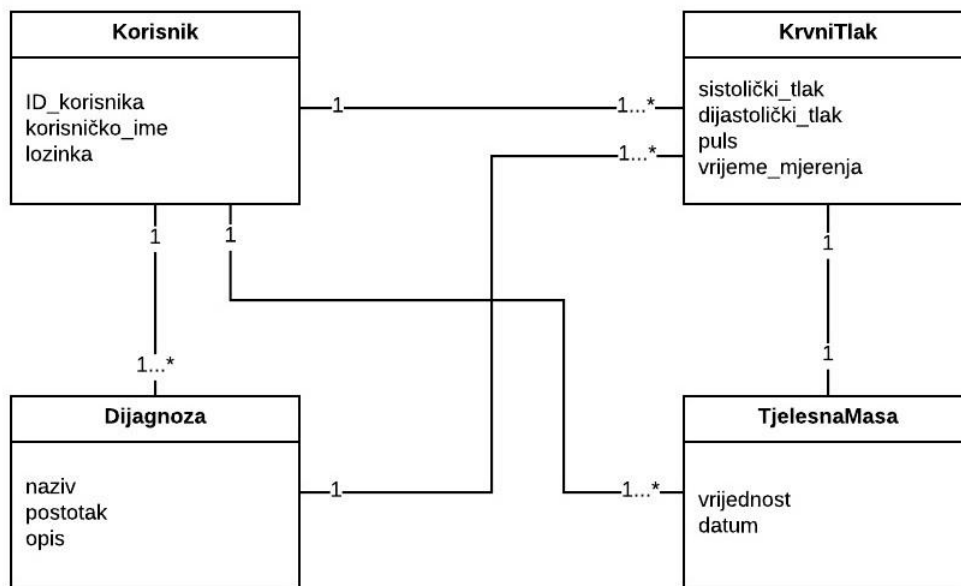 Korisnik
ID_korisnika
korisničko_ime
lozinka
KrvniTlak
sistolički_tlak
dijastolički_tlak
puls
vrijeme_mjerenja
1
1...*
1...*
1
1
1
1...*
1
Dijagnoza
naziv
postotak
opis
1
1...*
TjelesnaMasa
vrijednost
datum